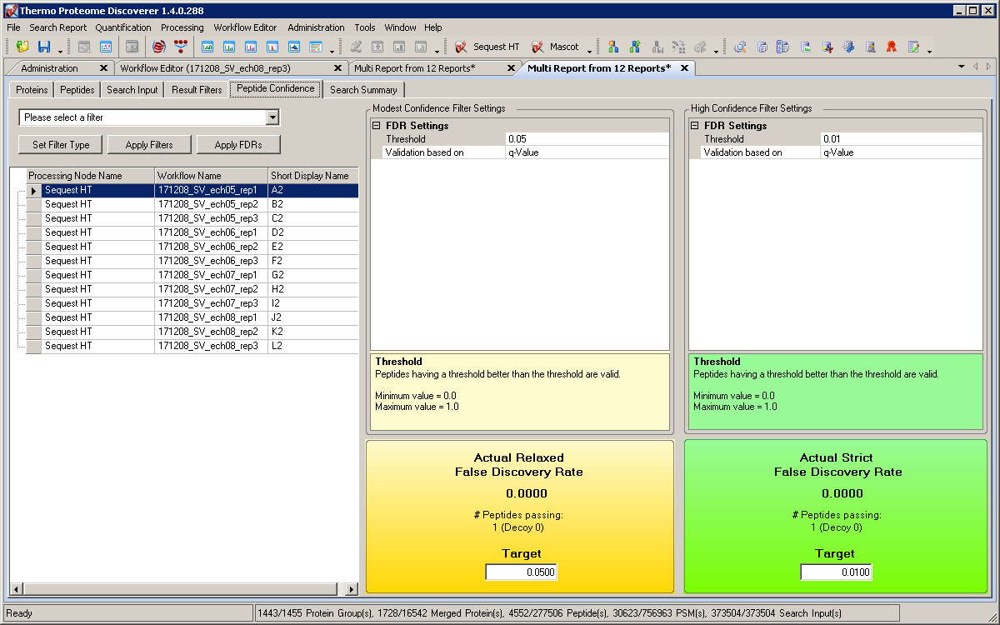 Thermo Proteome Discoverer 1.4.0.288
File Search Report Quantification Processing Workflow Editor Administration Tools Window Help
Sequest HT Mascot
Administration Workflow Editor (171208_SV_ech08_rep3) Multi Report from 12 Reports* Multi Report from 12 Reports*
Proteins Peptides Search Input Result Filters Peptide Confidence Search Summary
Please select a filter
Set Filter Type Apply Filters Apply FDRs
Processing Node Name Workflow Name Short Display Name
Sequest HT 171208_SV_ech05_rep1 A2
Sequest HT 171208_SV_ech05_rep2 B2
Sequest HT 171208_SV_ech05_rep3 C2
Sequest HT 171208_SV_ech06_rep1 D2
Sequest HT 171208_SV_ech06_rep2 E2
Sequest HT 171208_SV_ech06_rep3 F2
Sequest HT 171208_SV_ech07_rep1 G2
Sequest HT 171208_SV_ech07_rep2 H2
Sequest HT 171208_SV_ech07_rep3 I2
Sequest HT 171208_SV_ech08_rep1 J2
Sequest HT 171208_SV_ech08_rep2 K2
Sequest HT 171208_SV_ech08_rep3 L2
Modest Confidence Filter Settings
FDR Settings
Threshold 0.05
Validation based on q-Value
Threshold
Peptides having a threshold better than the threshold are valid.
Minimum value = 0.0
Maximum value = 1.0
Actual Relaxed
False Discovery Rate
0.0000
# Peptides passing:
1 (Decoy 0)
Target
0.0500
High Confidence Filter Settings
FDR Settings
Threshold 0.01
Validation based on q-Value
Threshold
Peptides having a threshold better than the threshold are valid.
Minimum value = 0.0
Maximum value = 1.0
Actual Strict
False Discovery Rate
0.0000
# Peptides passing:
1 (Decoy 0)
Target
0.0100
Ready 1443/1455 Protein Group(s), 1728/16542 Merged Protein(s), 4552/277506 Peptide(s), 30623/756963 PSM(s), 373504/373504 Search Input(s)